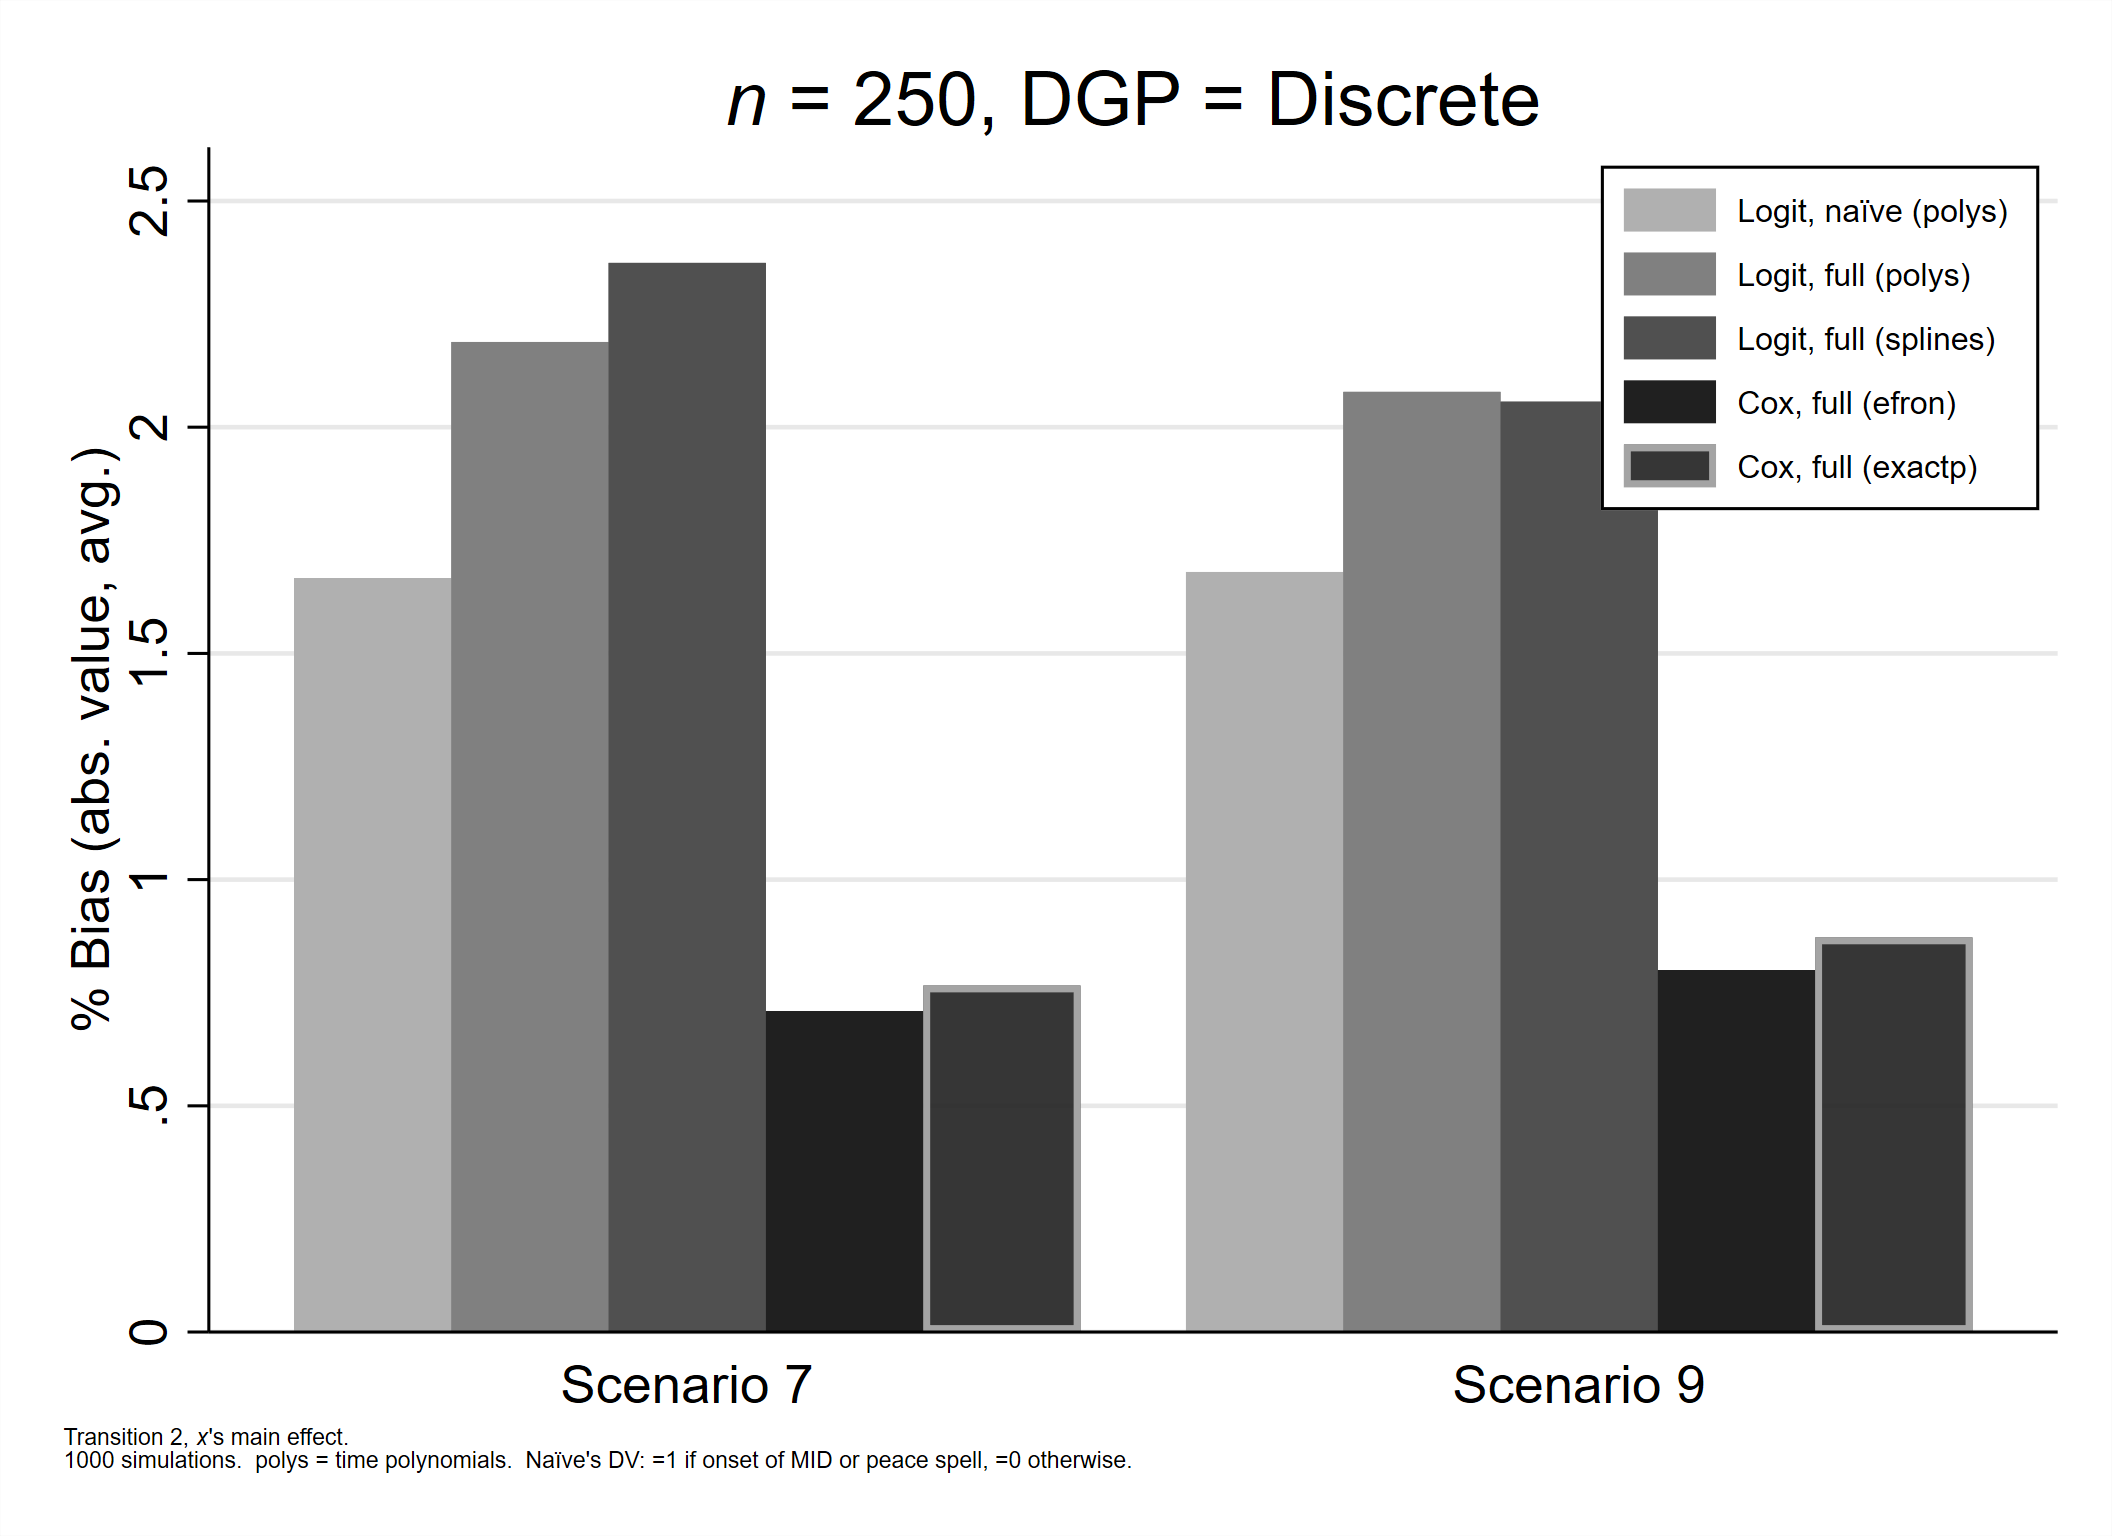 n = 250, DGP = Discrete
% Bias (abs. value, avg.)
2.5
2
1.5
1
.5
0
Logit, naïve (polys)
Logit, full (polys)
Logit, full (splines)
Cox, full (efron)
Cox, full (exactp)
Scenario 7
Scenario 9
Transition 2, x's main effect.
1000 simulations.  polys = time polynomials.  Naïve's DV: =1 if onset of MID or peace spell, =0 otherwise.